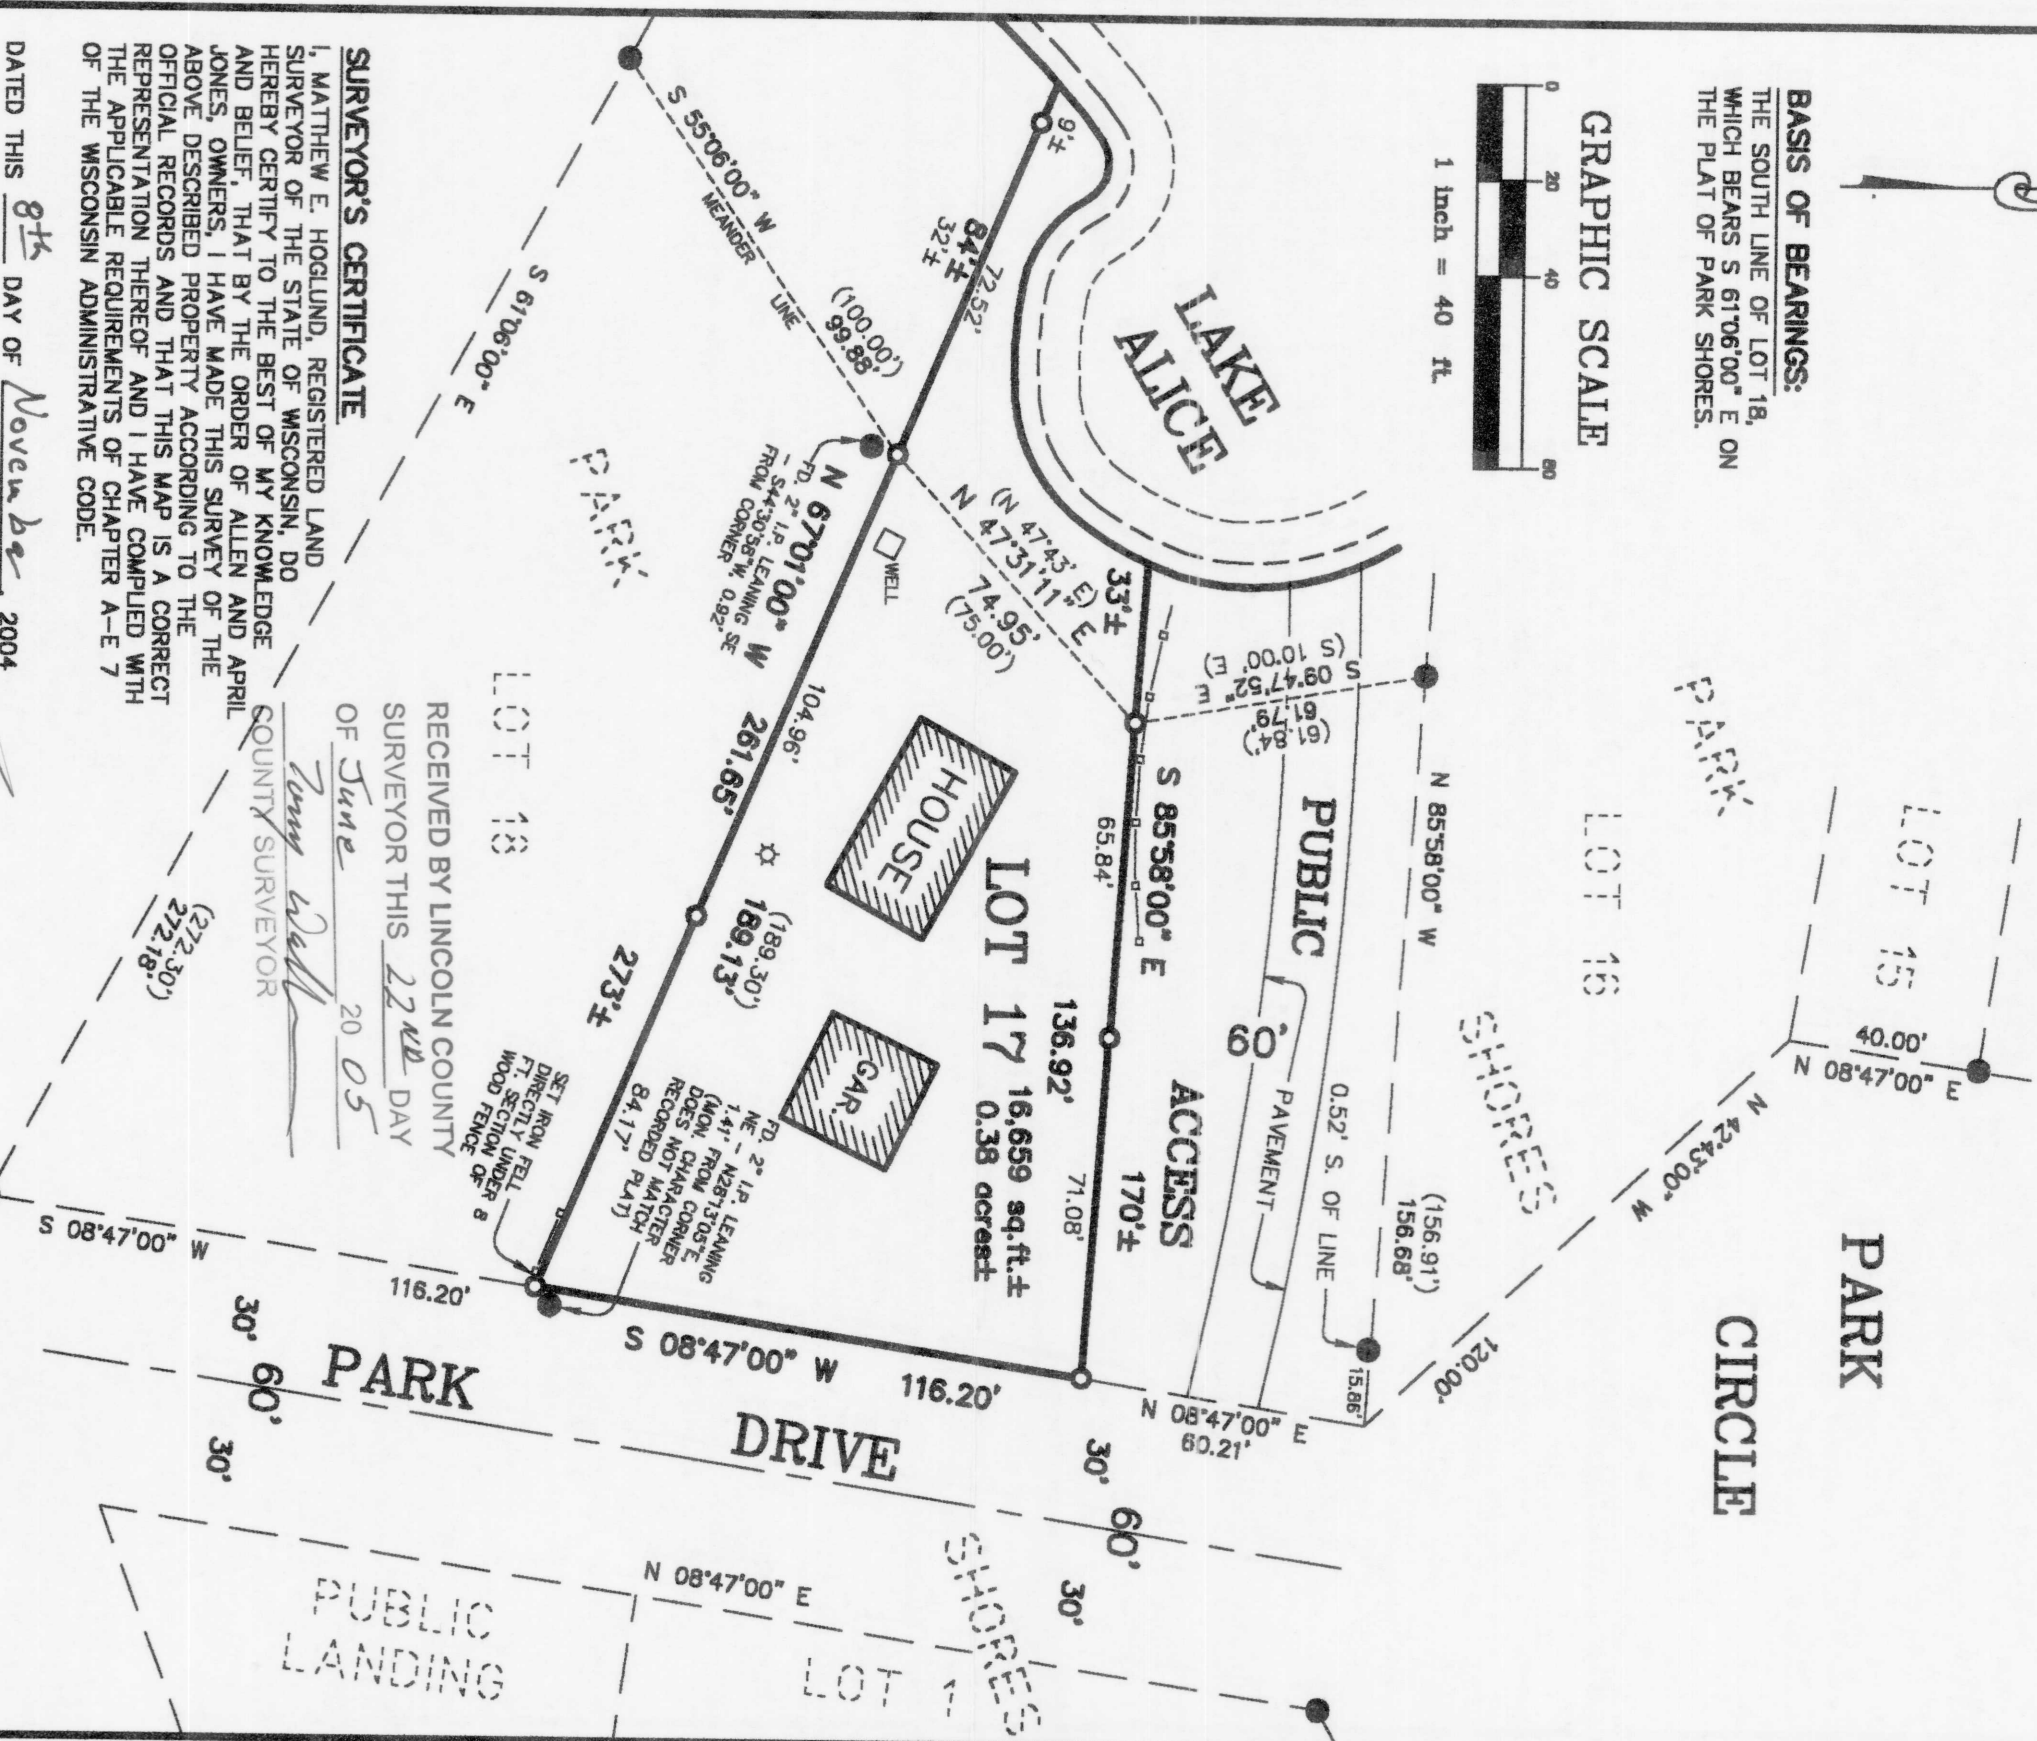 BASIS OF BEARINGS:
THE SOUTH LINE OF LOT 18,
WHICH BEARS S 61°06'00" E ON
THE PLAT OF PARK SHORES.
GRAPHIC SCALE
0 20 40 80
1 inch = 40 ft.
LAKE
ALICE
PARK
CIRCLE
LOT 15
40.00'
N 08°47'00" E
N 42°43'00" W
120.00'
PARK
SHORES
LOT 16
N 85°58'00" W
(156.91')
156.68'
15.86'
0.52' S. OF LINE
PUBLIC
ACCESS
60'
PAVEMENT
S 09°47'52" E
(S 10°00' E)
61.79'
(61.84')
N 08°47'00" E
60.21'
S 85°58'00" E
33'±
65.84'
136.92'
71.08'
170'±
(N 47°43' E)
N 47°31'11" E
74.95'
(75.00')
LOT 17
16,659 sq.ft.±
0.38 acres±
HOUSE
GAR.
WELL
9'±
72.52'
84'±
32'±
(100.00')
99.88'
S 55°06'00" W
MEANDER LINE
N 67°01'00" W
261.65'
104.96'
(189.30')
189.13'
273'±
84.17'
FD. 2" I.P. LEANING SE
- S44°30'58"W, 0.92'
FROM CORNER
FD. 2" I.P. LEANING
NE - N28°13'05"E,
1.41' FROM CORNER
(MON. CHARACTER
DOES NOT MATCH
RECORDED PLAT)
SET IRON FELL
DIRECTLY UNDER 8
FT. SECTION OF
WOOD FENCE
S 08°47'00" W
116.20'
PARK
LOT 18
S 61°06'00" E
(272.30')
272.18'
S 08°47'00" W
116.20'
PARK DRIVE
30'
60'
30'
30'
60'
30'
N 08°47'00" E
PUBLIC
LANDING
LOT 1
SHORES
RECEIVED BY LINCOLN COUNTY
SURVEYOR THIS 22ND DAY
OF June 2005
Tony Wall
COUNTY SURVEYOR
SURVEYOR'S CERTIFICATE
I, MATTHEW E. HOGLUND, REGISTERED LAND
SURVEYOR OF THE STATE OF WISCONSIN, DO
HEREBY CERTIFY TO THE BEST OF MY KNOWLEDGE
AND BELIEF, THAT BY THE ORDER OF ALLEN AND APRIL
JONES, OWNERS, I HAVE MADE THIS SURVEY OF THE
ABOVE DESCRIBED PROPERTY ACCORDING TO THE
OFFICIAL RECORDS AND THAT THIS MAP IS A CORRECT
REPRESENTATION THEREOF AND I HAVE COMPLIED WITH
THE APPLICABLE REQUIREMENTS OF CHAPTER A-E 7
OF THE WISCONSIN ADMINISTRATIVE CODE.
DATED THIS 8th DAY OF November, 2004